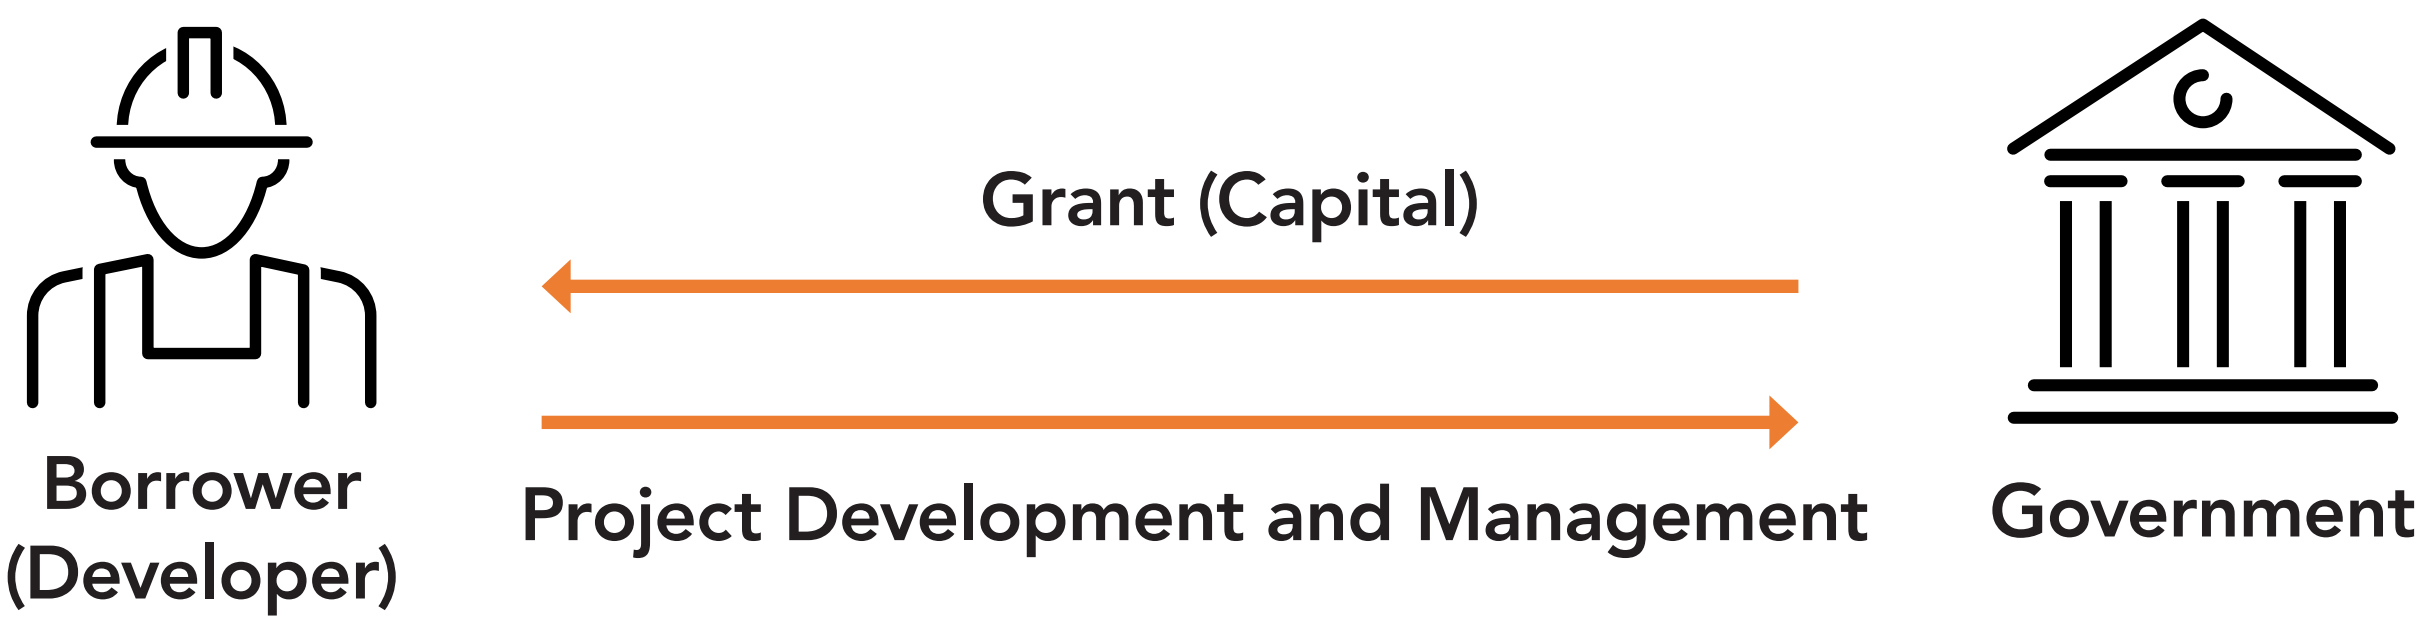 Grant (Capital)
Project Development and Management
Borrower
(Developer)
Government